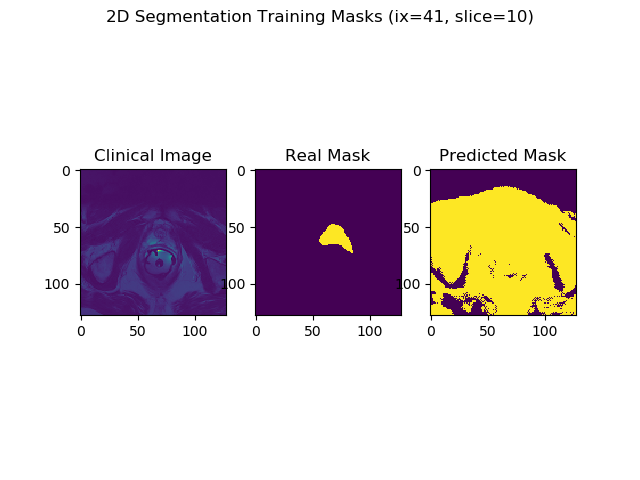 2D Segmentation Training Masks (ix=41, slice=10)
Clinical Image Real Mask Predicted Mask
0 0 0
50 50 50
100 100 100
0 100 0 50 100 0 50 100